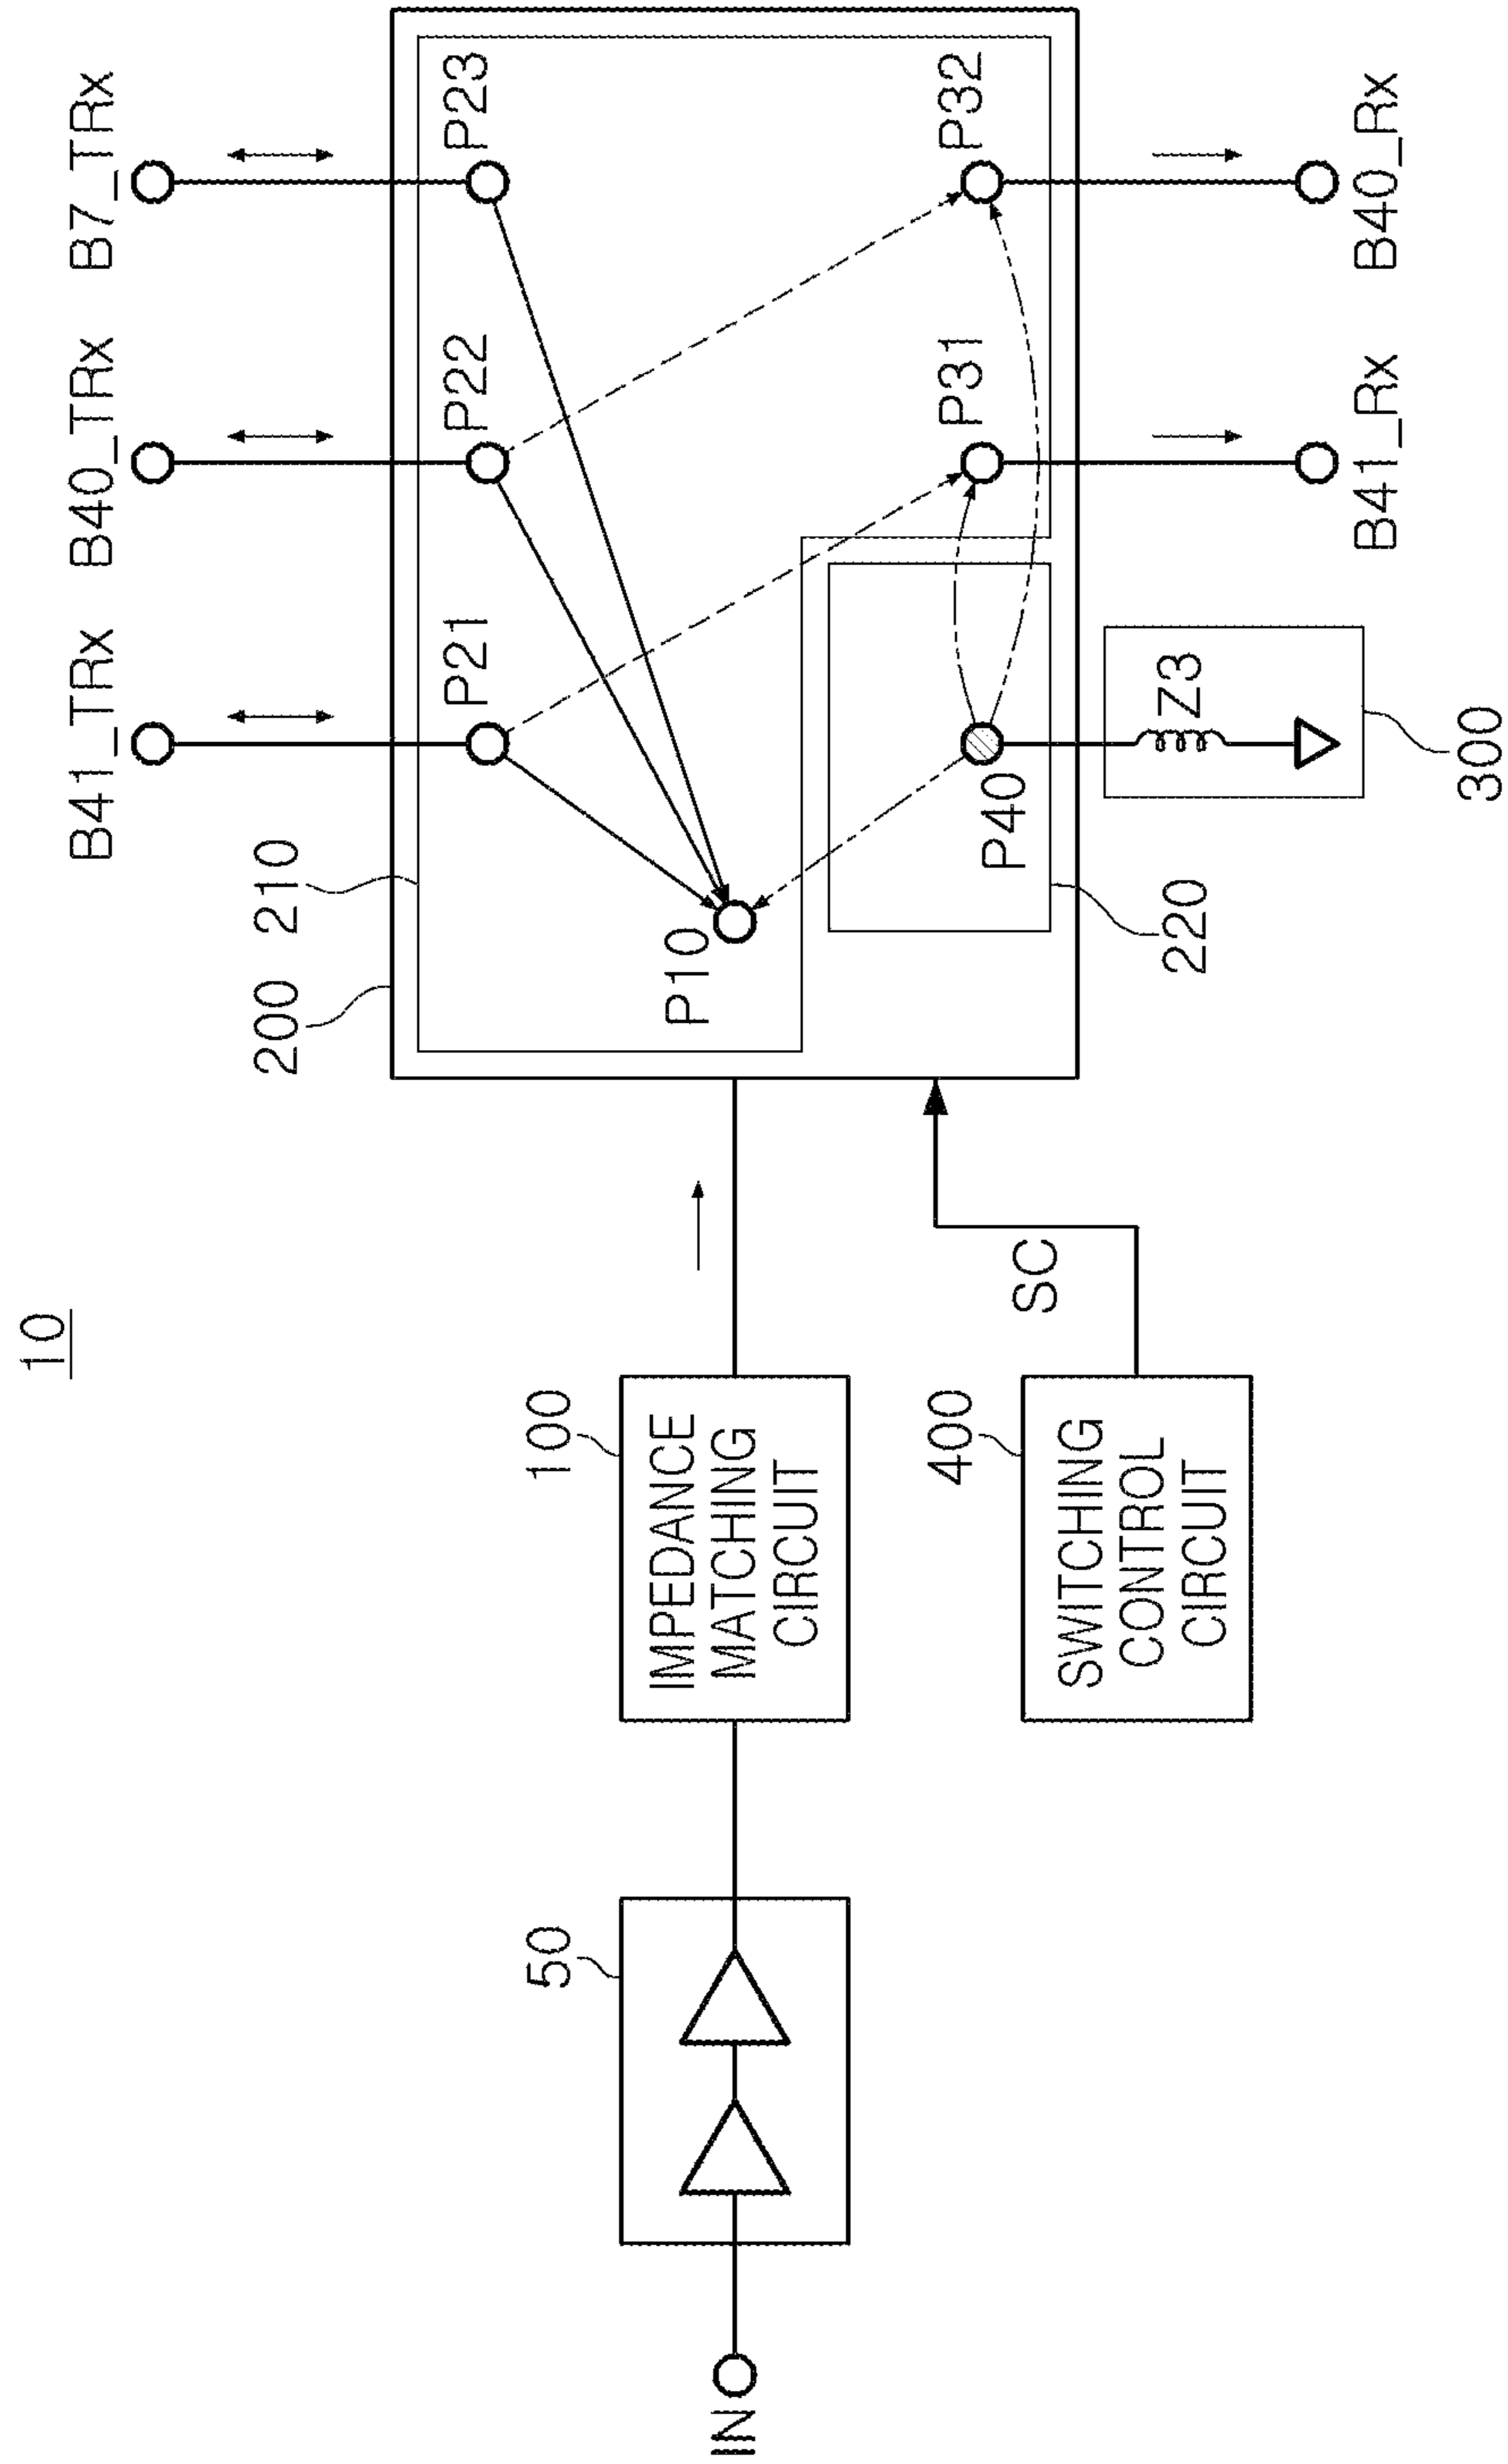 10
B41_TRx
B40_TRx
B7_TRx
200
210
P21
P22
P23
50
100
IMPEDANCE
MATCHING
CIRCUIT
P10
IN
400
SWITCHING
CONTROL
CIRCUIT
SC
P40
P31
P32
220
Z3
300
B41_Rx
B40_Rx